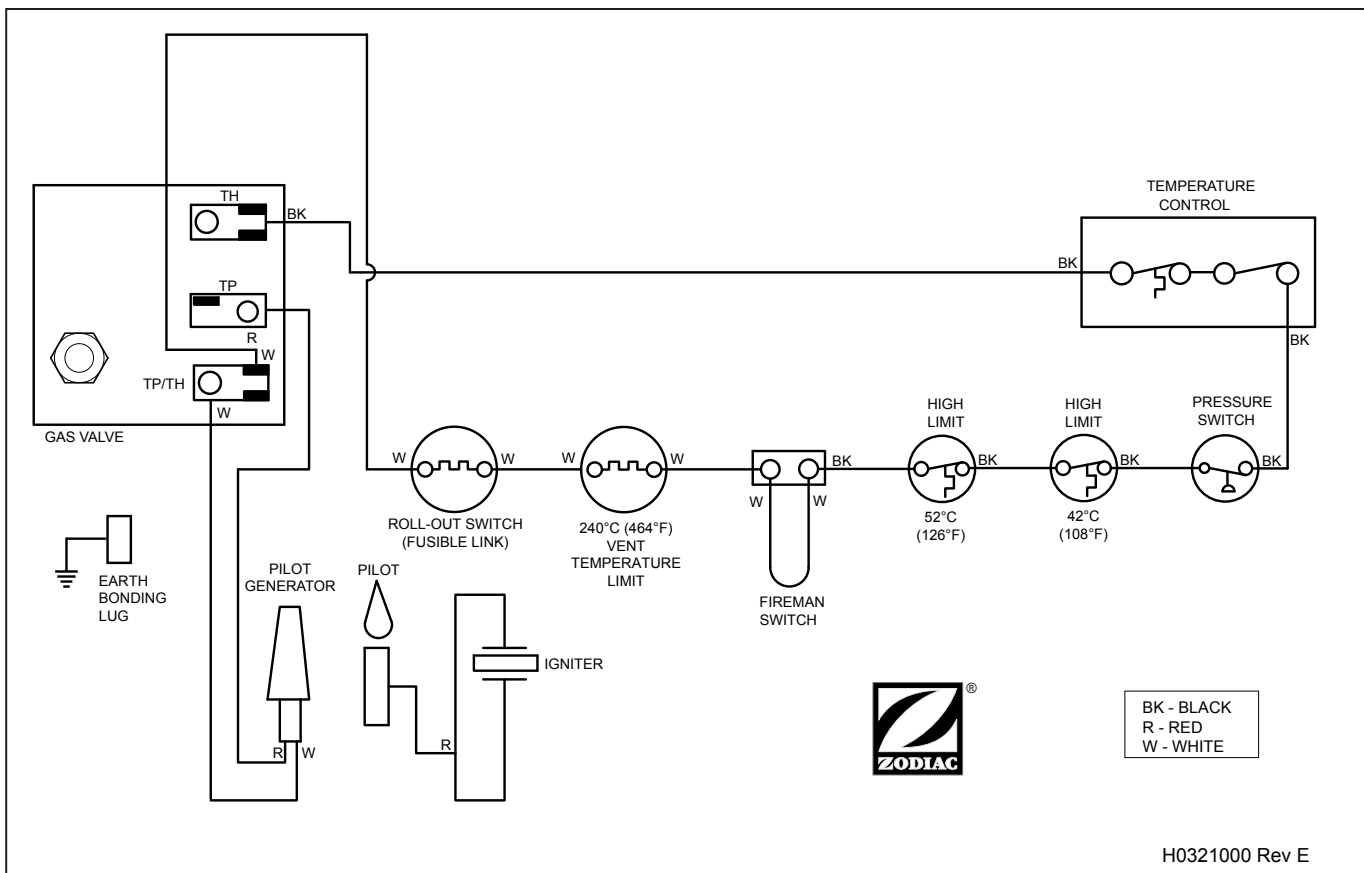 TEMPERATURE
CONTROL
TH
BK
BK
TP
R
W
BK
TP/TH
W
GAS VALVE
HIGH
LIMIT
HIGH
LIMIT
PRESSURE
SWITCH
W
W
W
W
BK
BK
BK
BK
W
W
ROLL-OUT SWITCH
(FUSIBLE LINK)
240°C (464°F)
VENT
TEMPERATURE
LIMIT
52°C
(126°F)
42°C
(108°F)
EARTH
BONDING
LUG
PILOT
GENERATOR
PILOT
FIREMAN
SWITCH
IGNITER
R
W
R
ZODIAC
®
BK - BLACK
R - RED
W - WHITE
H0321000 Rev E